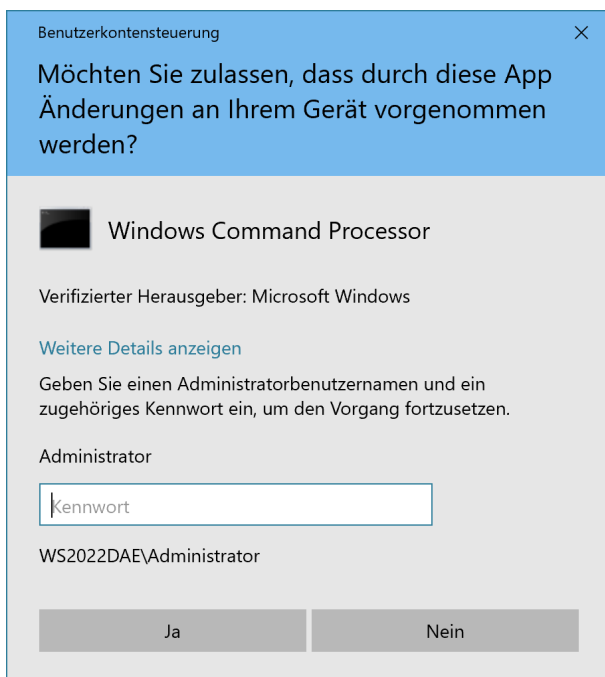 Benutzerkontensteuerung
Möchten Sie zulassen, dass durch diese App
Änderungen an Ihrem Gerät vorgenommen
werden?
Windows Command Processor
Verifizierter Herausgeber: Microsoft Windows
Weitere Details anzeigen
Geben Sie einen Administratorbenutzernamen und ein
zugehöriges Kennwort ein, um den Vorgang fortzusetzen.
Administrator
Kennwort
WS2022DAE\Administrator
Ja
Nein